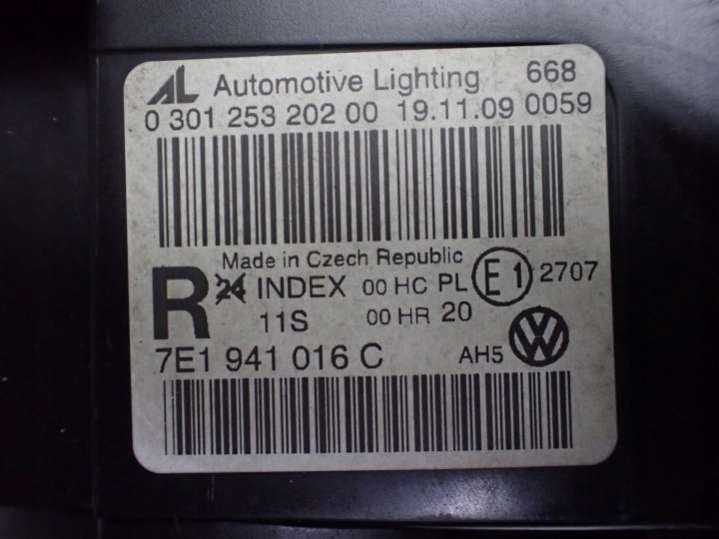 AL Automotive Lighting 668
0 301 253 202 00 19.11.09 0059
Made in Czech Republic
R 24 INDEX 00 HC PL E1 2707
11S 00 HR 20
7E1 941 016 C AH5 VW